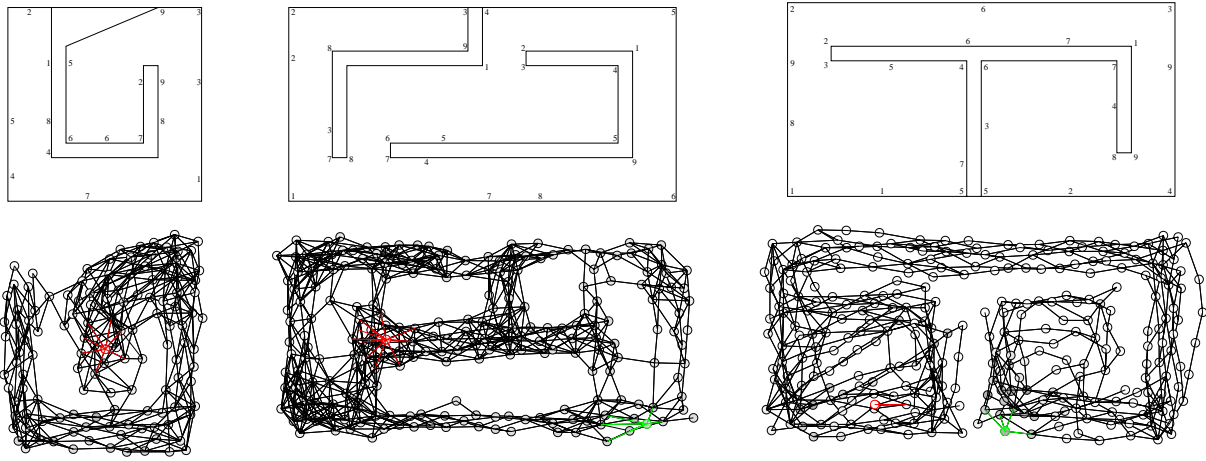 2 9 3
1 5
2 9 3
5 8 8
6 6 7
4
4 1
7
2 3 4 5
8 9 2 1
2 1 3 4
3 6 5 5
7 8 7 4 9
1 7 8 6
2 6 3
2 6 7 1
9 3 5 4 6 7 9
4
8 3
7 8 9
1 1 5 5 2 4